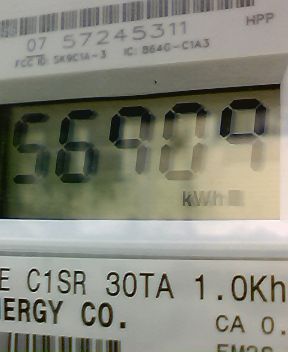 HPP
07 57245311
FCC ID: SK9C1A-3 IC: 864G-C1A3
56909
kWh
E C1SR 30TA 1.0Kh
NERGY CO.
CA 0.